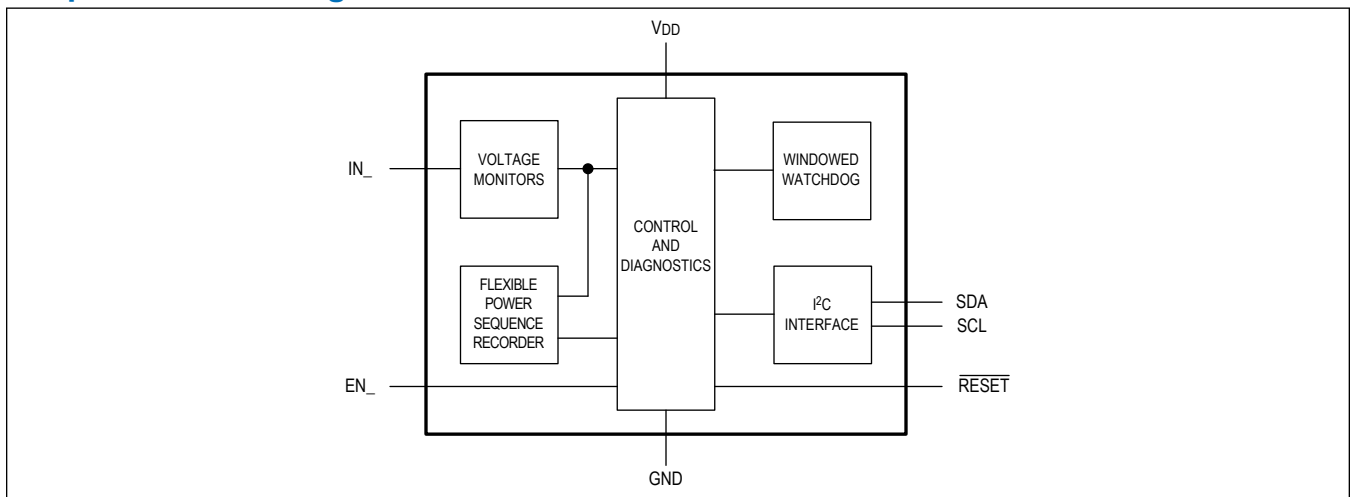 VDD
IN_
VOLTAGE
MONITORS
WINDOWED
WATCHDOG
CONTROL
AND
DIAGNOSTICS
FLEXIBLE
POWER
SEQUENCE
RECORDER
I2C
INTERFACE
SDA
SCL
EN_
RESET
GND